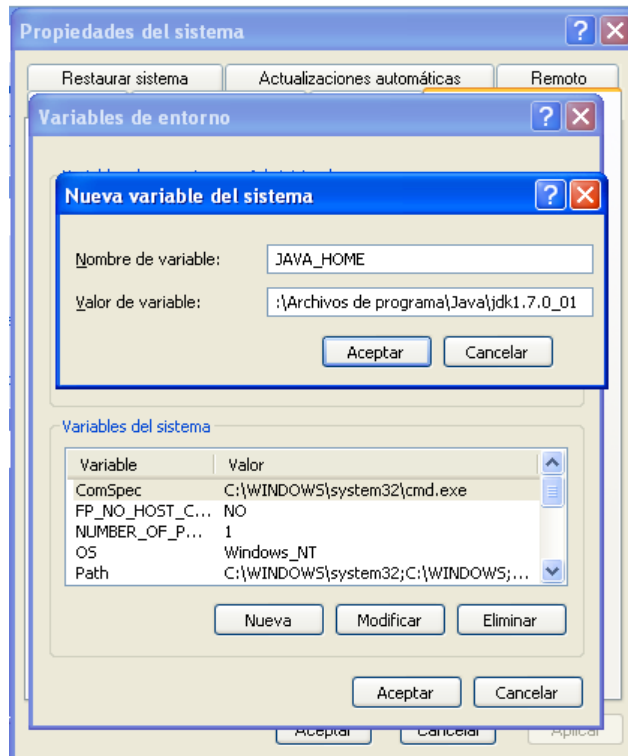 Propiedades del sistema
Restaurar sistema Actualizaciones automáticas Remoto
Variables de entorno
Nueva variable del sistema
Nombre de variable: JAVA_HOME
Valor de variable: :\Archivos de programa\Java\jdk1.7.0_01
Aceptar Cancelar
Variables del sistema
Variable Valor
ComSpec C:\WINDOWS\system32\cmd.exe
FP_NO_HOST_C... NO
NUMBER_OF_P... 1
OS Windows_NT
Path C:\WINDOWS\system32;C:\WINDOWS;...
Nueva Modificar Eliminar
Aceptar Cancelar
Aceptar Cancelar Aplicar